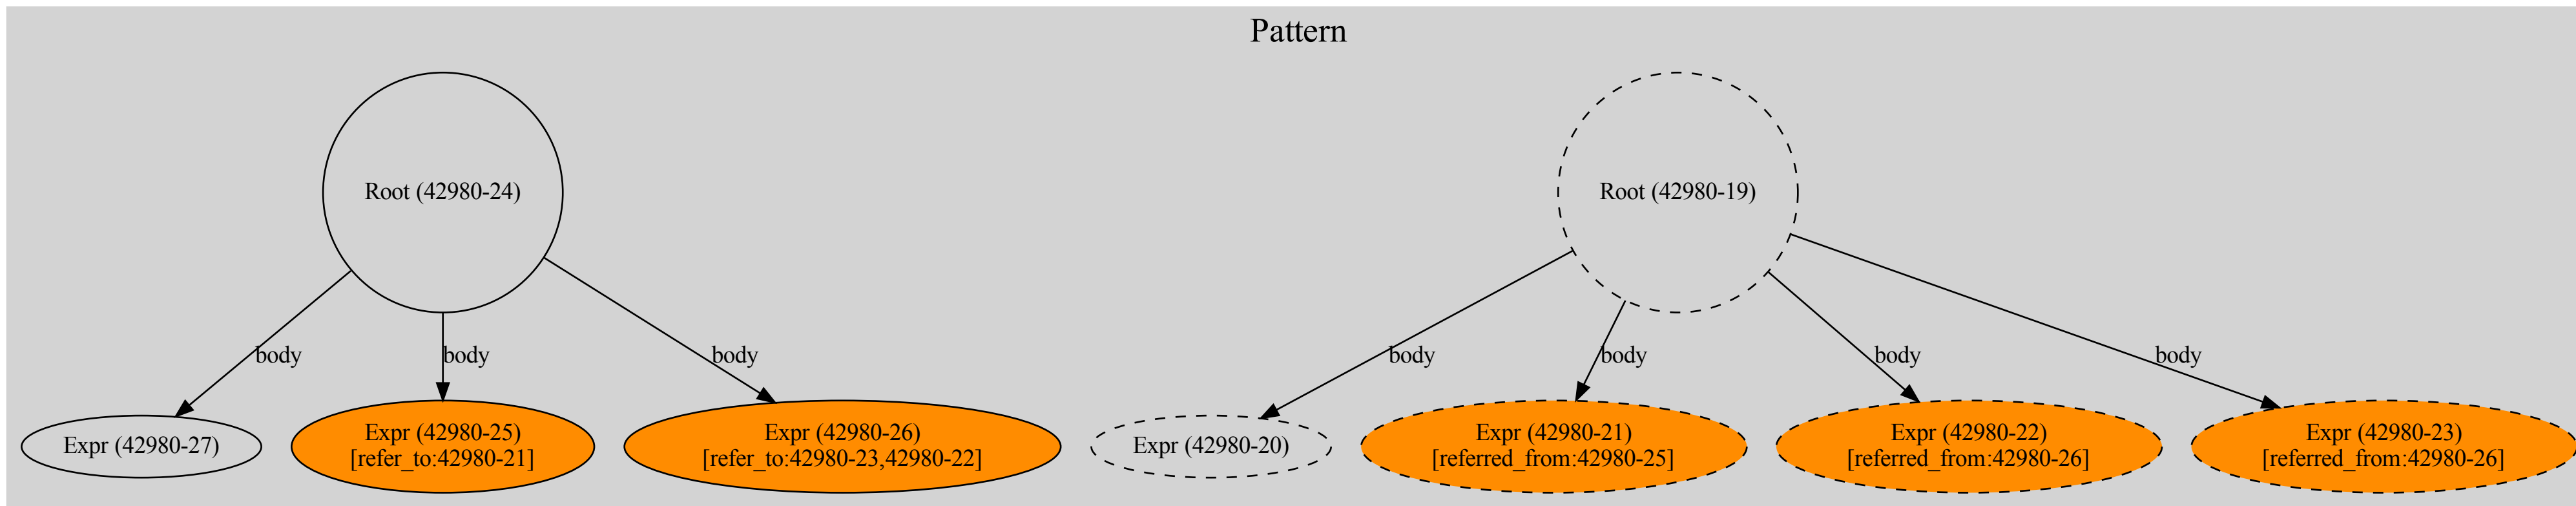 Pattern
Root (42980-24)
Root (42980-19)
body
body
body
body
body
body
body
Expr (42980-27)
Expr (42980-25)
[refer_to:42980-21]
Expr (42980-26)
[refer_to:42980-23,42980-22]
Expr (42980-20)
Expr (42980-21)
[referred_from:42980-25]
Expr (42980-22)
[referred_from:42980-26]
Expr (42980-23)
[referred_from:42980-26]